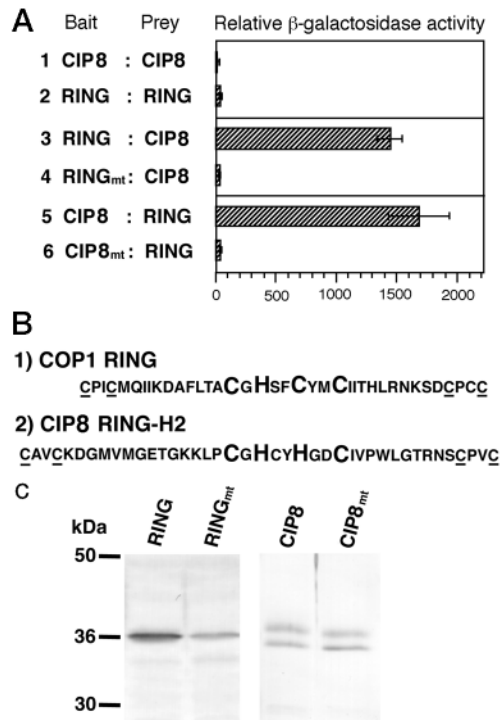 A Bait Prey Relative β-galactosidase activity
1 CIP8 : CIP8
2 RING : RING
3 RING : CIP8
4 RINGmt : CIP8
5 CIP8 : RING
6 CIP8mt : RING
0 500 1000 1500 2000
B
1) COP1 RING
CPICMQIIKDAFLTACGHSFCYMCIITHLRNKSDCPCC
2) CIP8 RING-H2
CAVCKDGMVMGETGKKLPCGHCYHGDCIVPWLGTRNSCPVC
C
kDa RING RINGmt CIP8 CIP8mt
50
36
30